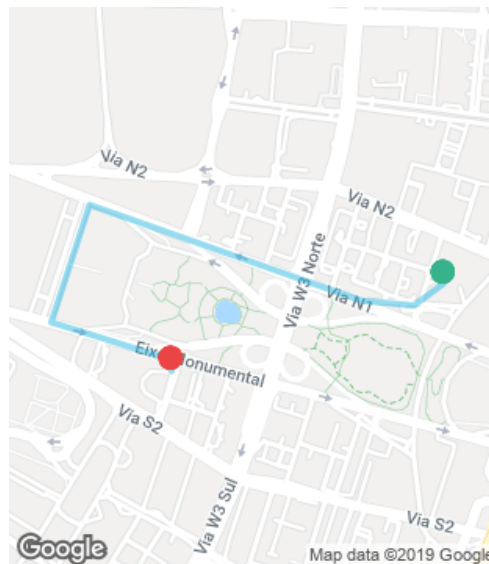 Via N2
Via N2
Via W3 Norte
Via N1
Eixo Monumental
Via S2
Via W3 Sul
Via S2
Google
Map data ©2019 Google